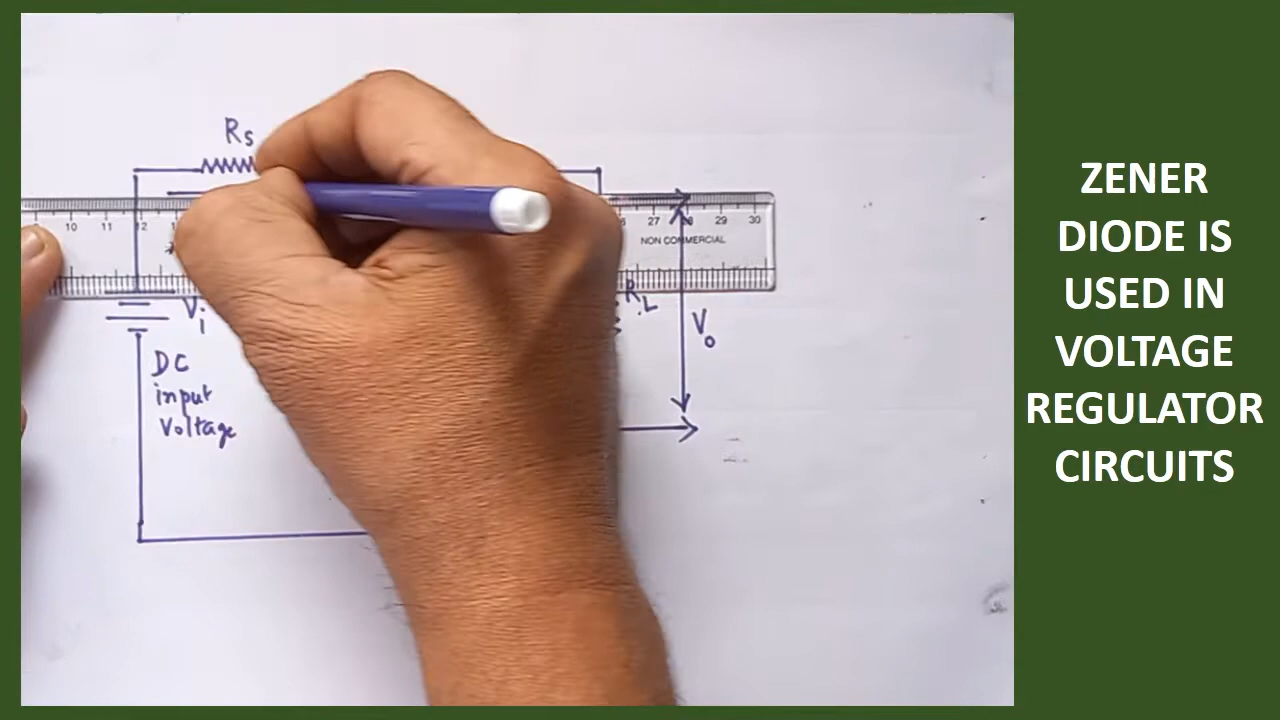 Rs
10 11 12
27 28 29 30
NON COMMERCIAL
Vi
RL
Vo
DC
input
Voltage
ZENER
DIODE IS
USED IN
VOLTAGE
REGULATOR
CIRCUITS